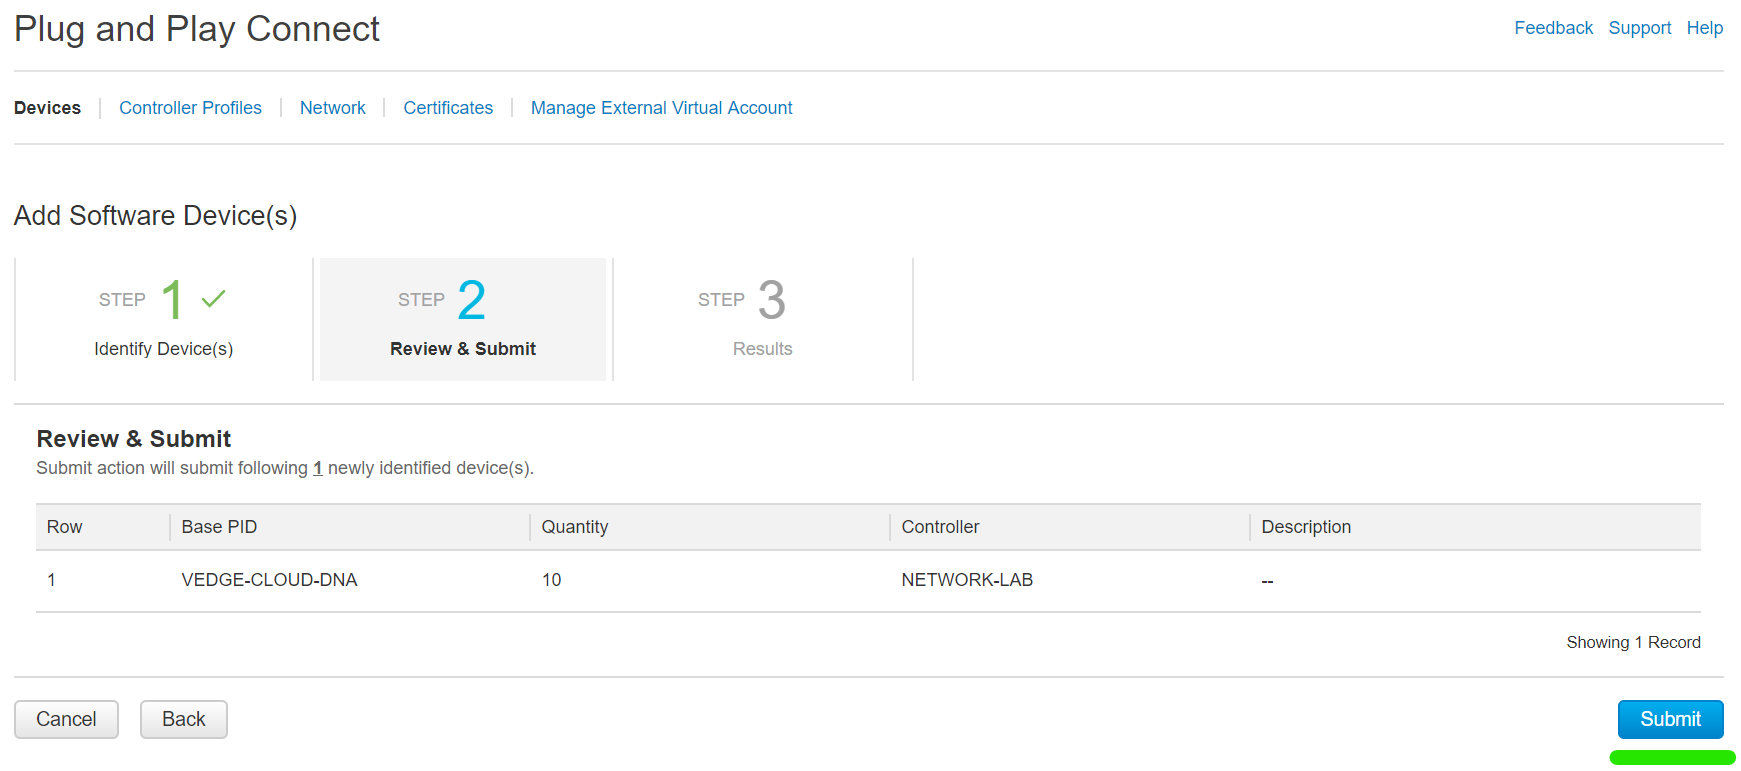 Plug and Play Connect
Feedback Support Help
Devices Controller Profiles Network Certificates Manage External Virtual Account
Add Software Device(s)
STEP 1
Identify Device(s)
STEP 2
Review & Submit
STEP 3
Results
Review & Submit
Submit action will submit following 1 newly identified device(s).
Row Base PID Quantity Controller Description
1 VEDGE-CLOUD-DNA 10 NETWORK-LAB --
Showing 1 Record
Cancel Back Submit